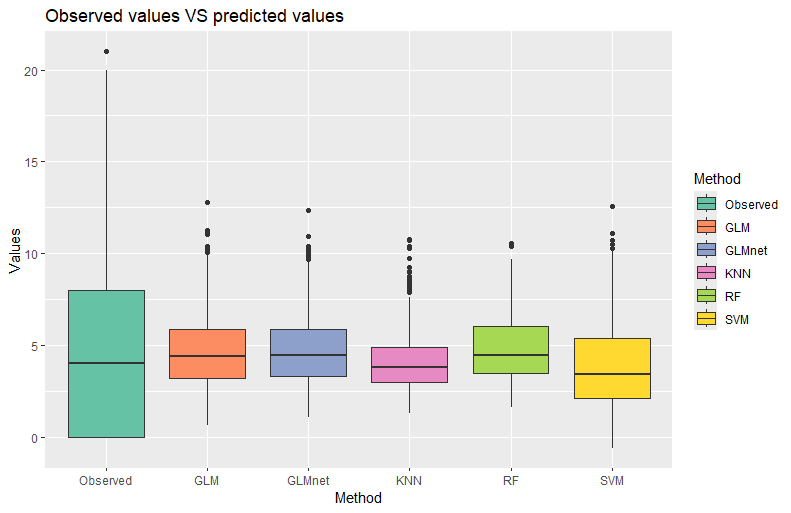 Observed values VS predicted values
20
15
10
5
0
Values
Observed
GLM
GLMnet
KNN
RF
SVM
Method
Method
Observed
GLM
GLMnet
KNN
RF
SVM